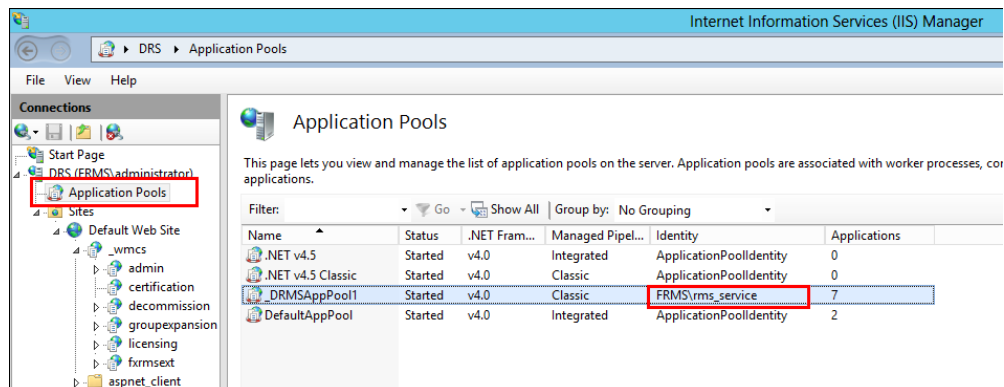 Internet Information Services (IIS) Manager
DRS Application Pools
File View Help
Connections
Start Page
DRS (FRMS\administrator)
Application Pools
Sites
Default Web Site
_wmcs
admin
certification
decommission
groupexpansion
licensing
fxrmsext
aspnet_client
Application Pools
This page lets you view and manage the list of application pools on the server. Application pools are associated with worker processes, con
applications.
Filter: Go Show All Group by: No Grouping
Name Status .NET Fram... Managed Pipel... Identity Applications
.NET v4.5 Started v4.0 Integrated ApplicationPoolIdentity 0
.NET v4.5 Classic Started v4.0 Classic ApplicationPoolIdentity 0
_DRMSAppPool1 Started v4.0 Classic FRMS\rms_service 7
DefaultAppPool Started v4.0 Integrated ApplicationPoolIdentity 2